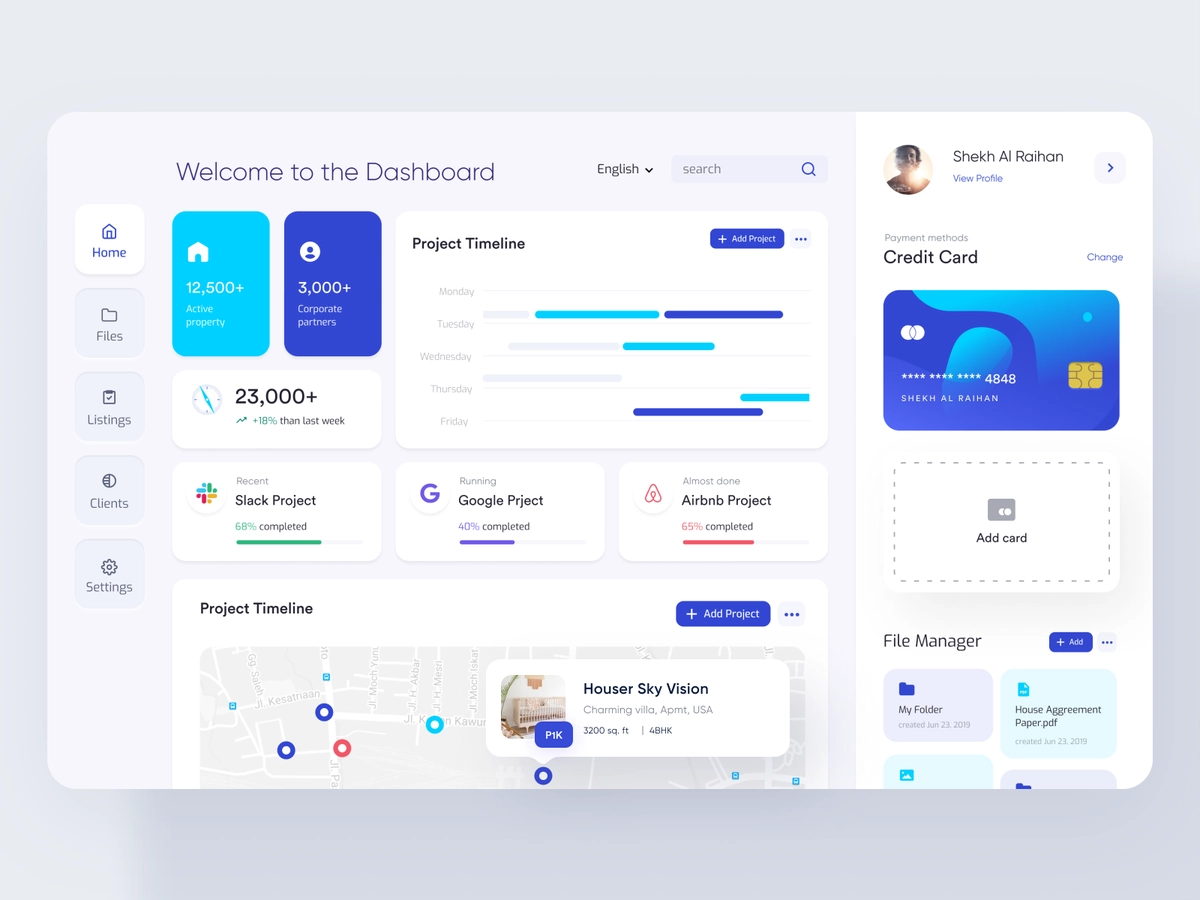 Welcome to the Dashboard
English
search
Home
Files
Listings
Clients
Settings
12,500+
Active
property
3,000+
Corporate
partners
23,000+
+18% than last week
Project Timeline
+ Add Project
Monday
Tuesday
Wednesday
Thursday
Friday
Recent
Slack Project
68% completed
Running
Google Prject
40% completed
Almost done
Airbnb Project
65% completed
Project Timeline
+ Add Project
Gg. Saleh
Jl. Kesatriaan
Jl. Moch Yunu
Jl. H. Akbar
Jl. H. Mesri
Jl. Moch.Iskat
Jl. K
n Kawur
Jl. Pa
Houser Sky Vision
Charming villa, Apmt, USA
3200 sq. ft | 4BHK
P1K
Shekh Al Raihan
View Profile
Payment methods
Credit Card
Change
**** **** **** 4848
SHEKH AL RAIHAN
Add card
File Manager
+ Add
My Folder
created Jun 23. 2019
House Aggreement
Paper.pdf
created Jun 23. 2019